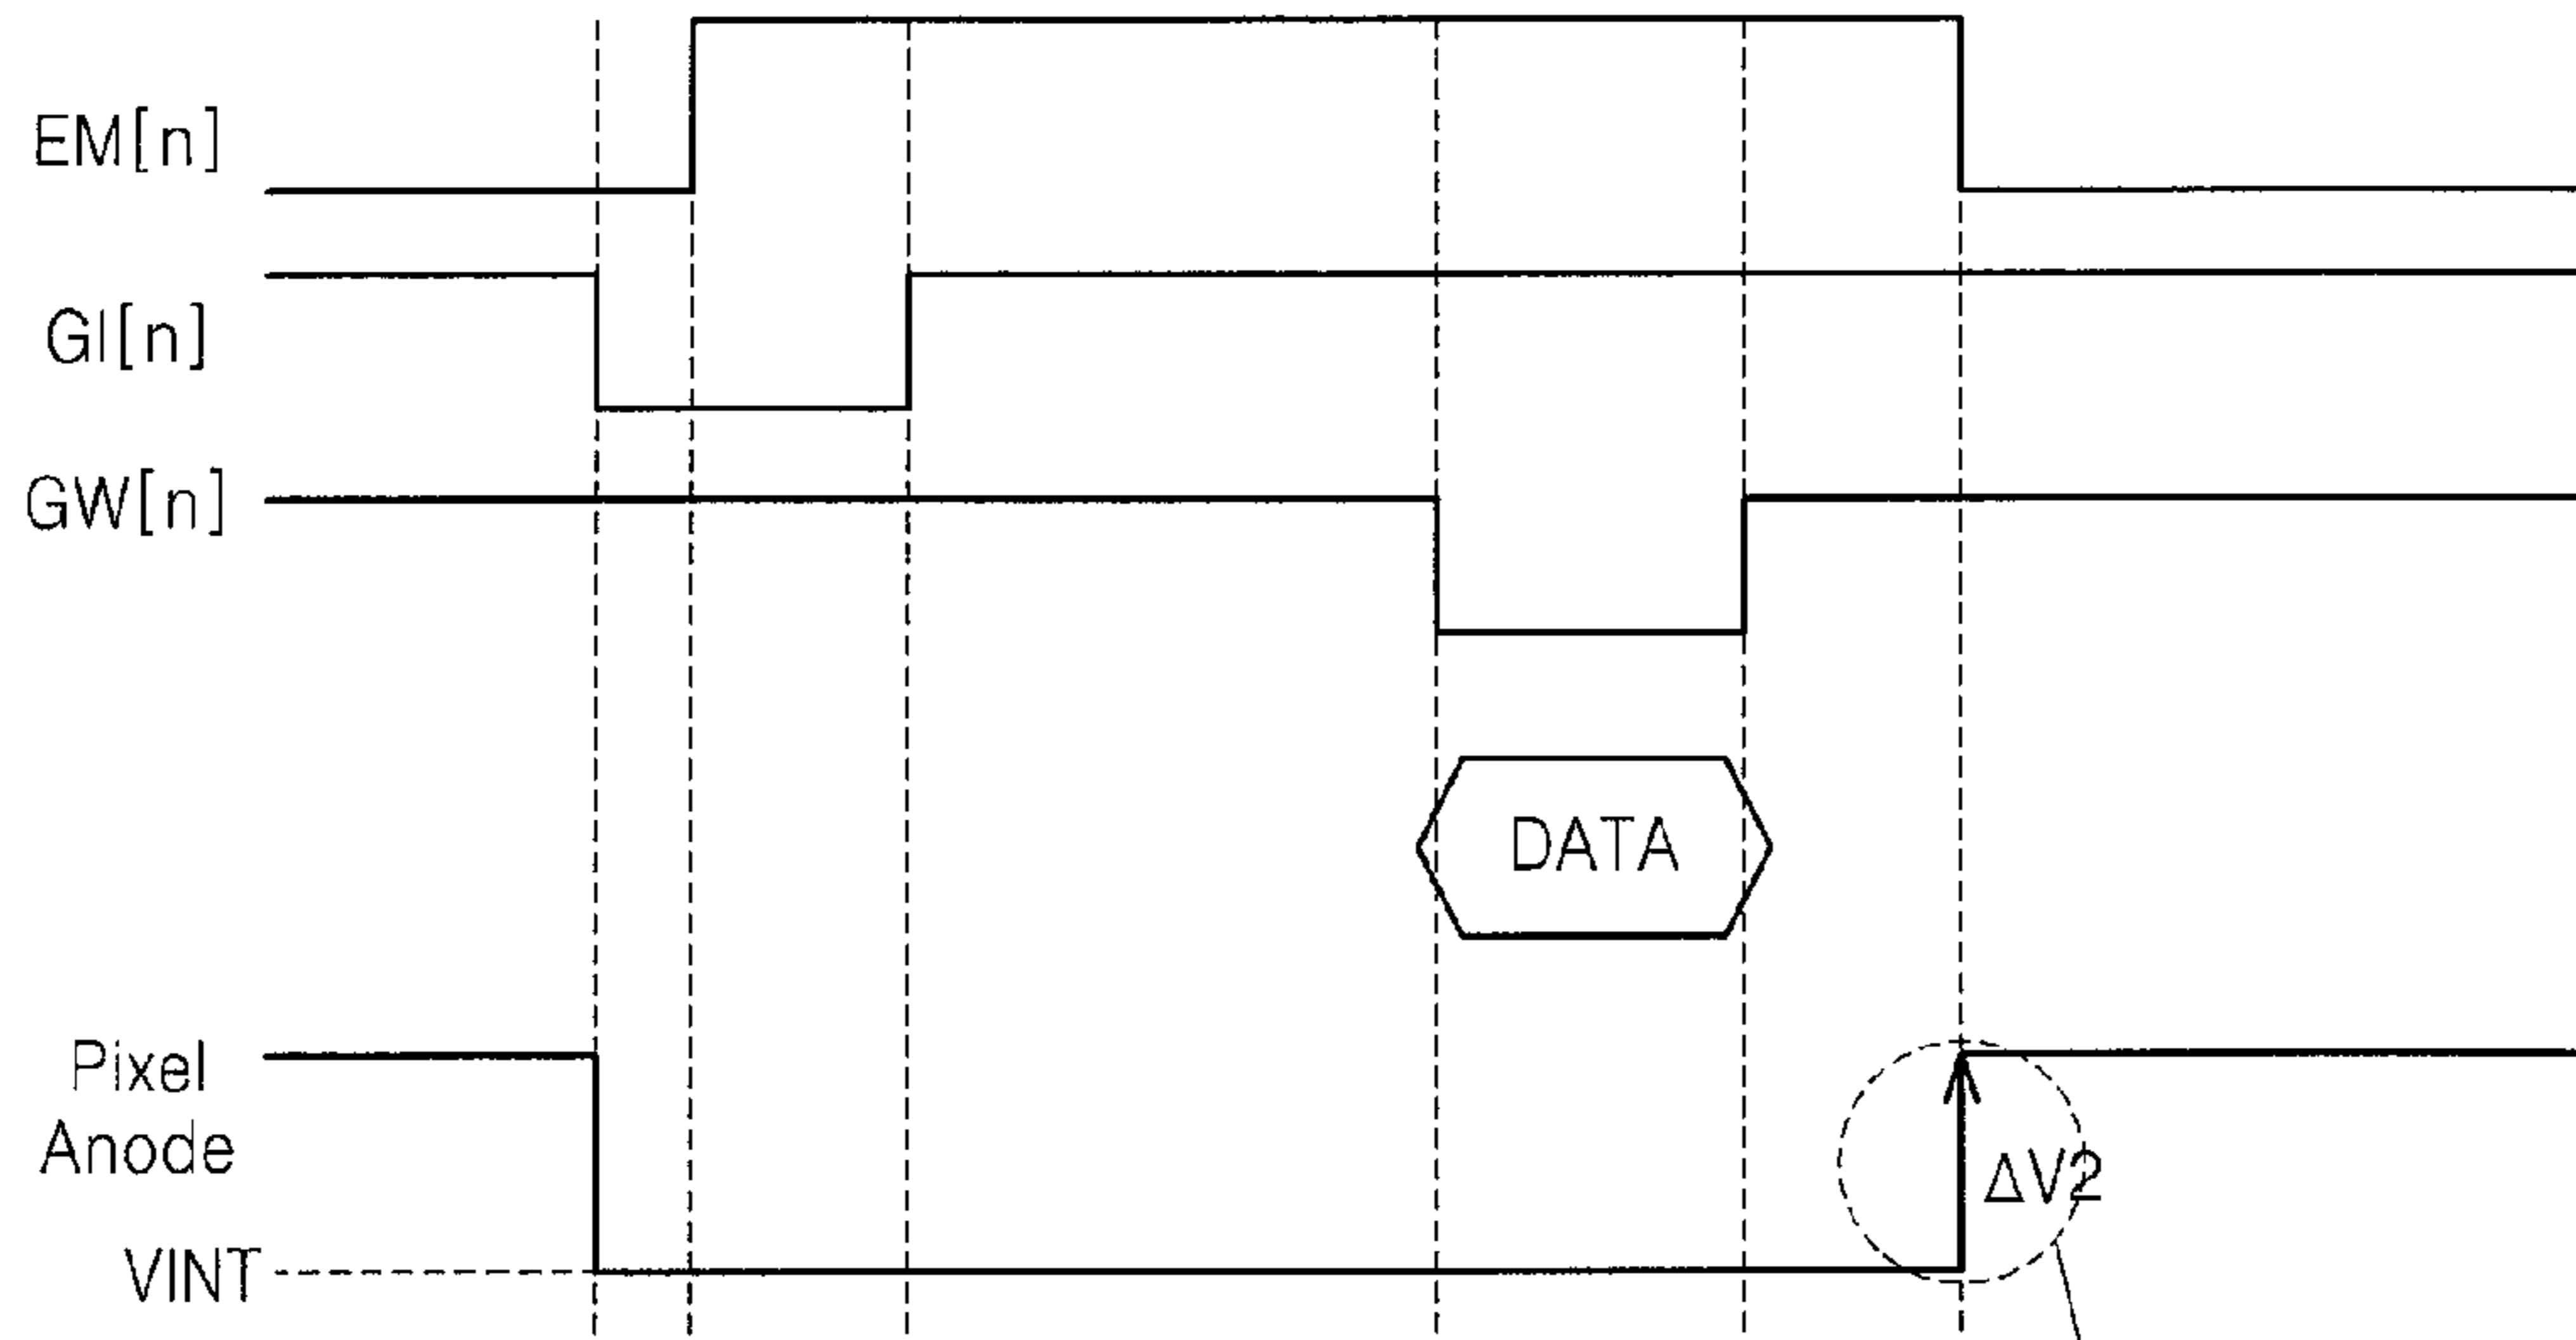 EM[n]
GI[n]
GW[n]
DATA
Pixel
Anode
ΔV2
VINT